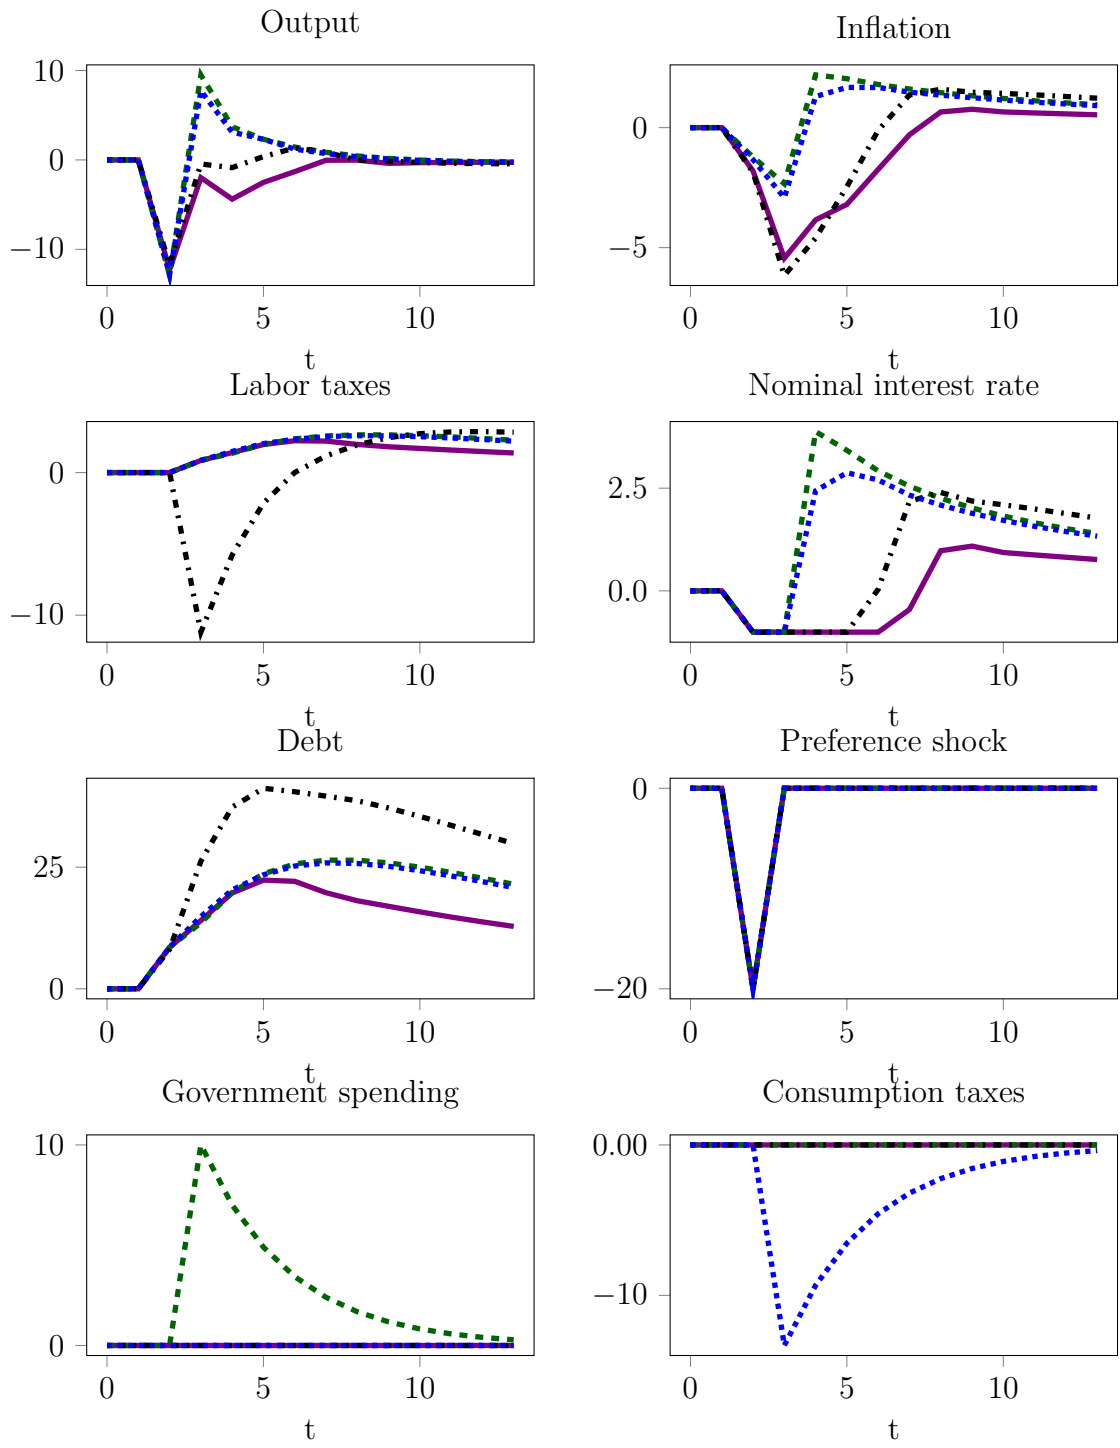 Output
10
0
−10
0 5 10
t
Inflation
0
−5
0 5 10
t
Labor taxes
0
−10
0 5 10
t
Nominal interest rate
2.5
0.0
0 5 10
t
Debt
25
0
0 5 10
t
Preference shock
0
−20
0 5 10
t
Government spending
10
0
0 5 10
t
Consumption taxes
0.00
−10
0 5 10
t